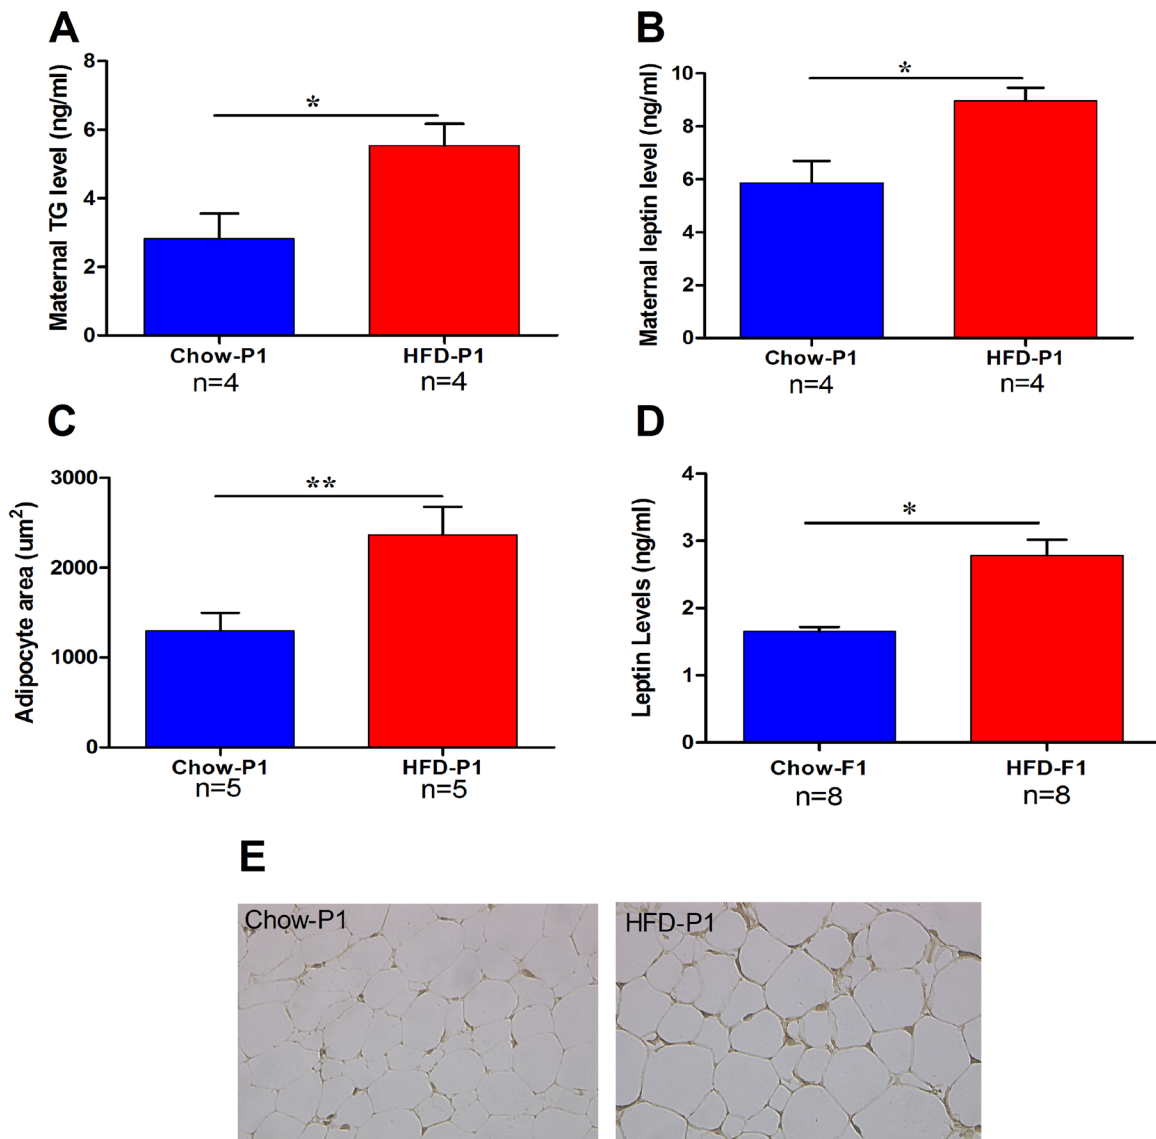 A
Maternal TG level (ng/ml)
8
6
4
2
0
*
Chow-P1
HFD-P1
n=4
n=4
B
Maternal leptin level (ng/ml)
10
8
6
4
2
0
*
Chow-P1
HFD-P1
n=4
n=4
C
Adipocyte area (um²)
3000
2000
1000
0
**
Chow-P1
HFD-P1
n=5
n=5
D
Leptin Levels (ng/ml)
4
3
2
1
0
*
Chow-F1
HFD-F1
n=8
n=8
E
Chow-P1
HFD-P1